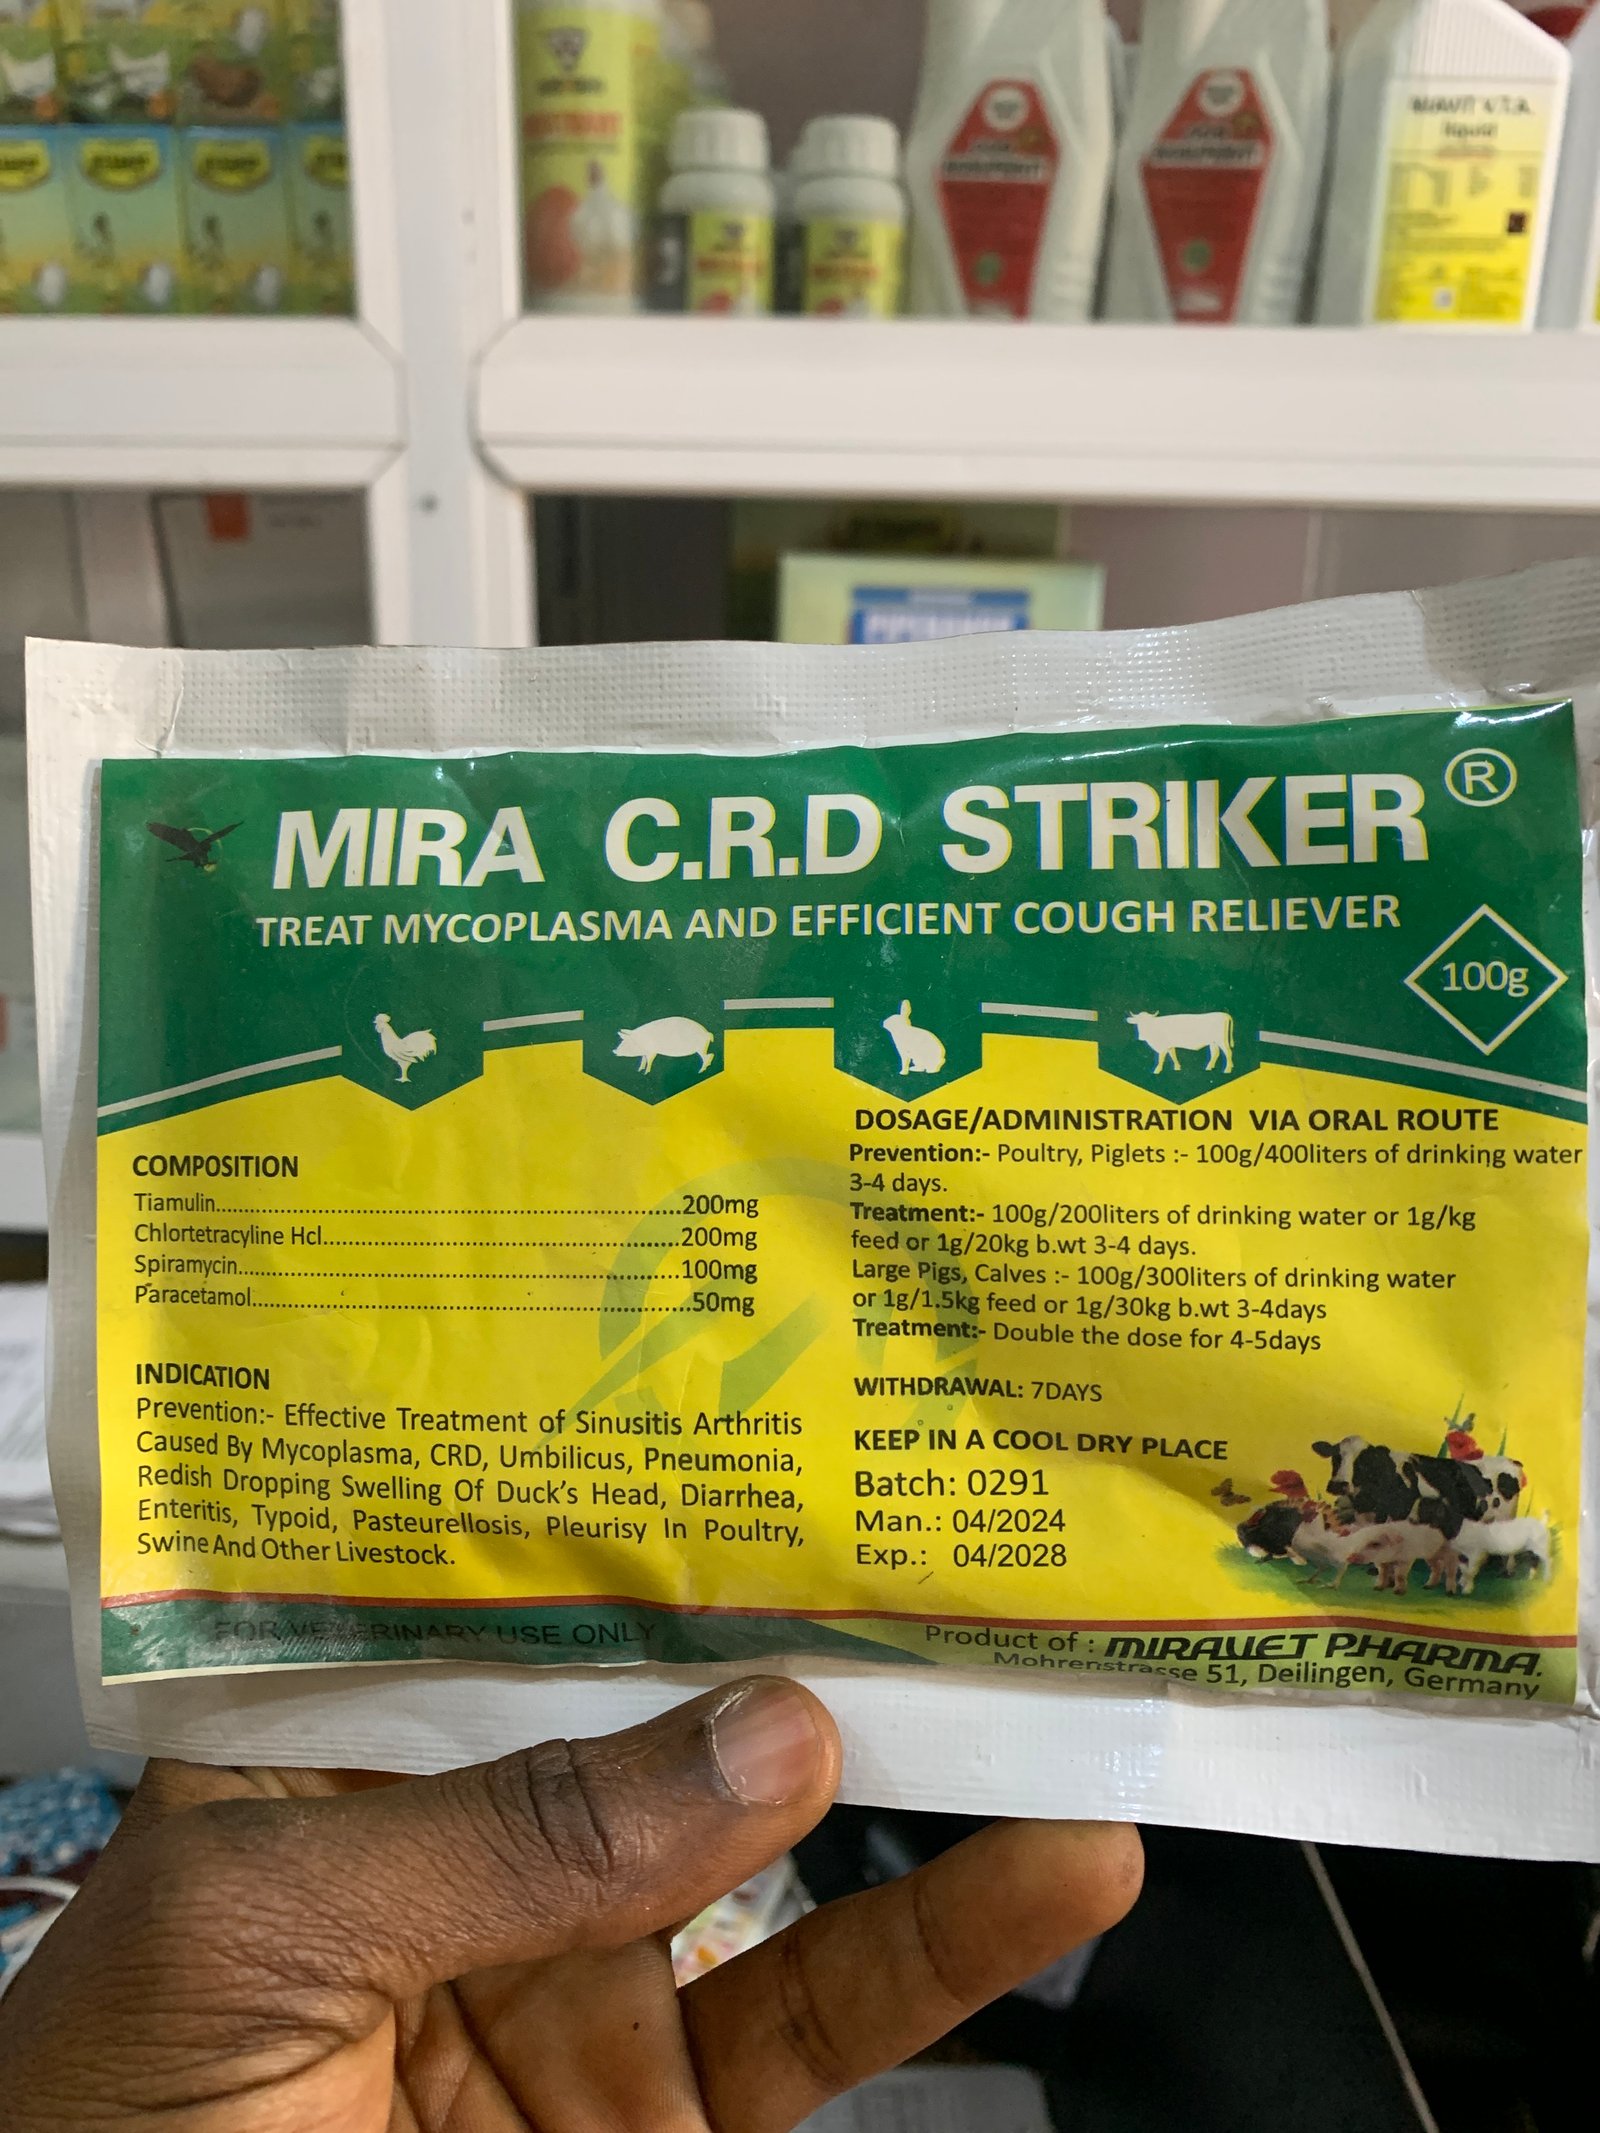 MIRA C.R.D STRIKER ®
TREAT MYCOPLASMA AND EFFICIENT COUGH RELIEVER
100g
COMPOSITION
Tiamulin..........200mg
Chlortetracyline Hcl..........200mg
Spiramycin..........100mg
Paracetamol..........50mg
INDICATION
Prevention:- Effective Treatment of Sinusitis Arthritis
Caused By Mycoplasma, CRD, Umbilicus, Pneumonia,
Redish Dropping Swelling Of Duck's Head, Diarrhea,
Enteritis, Typoid, Pasteurellosis, Pleurisy In Poultry,
Swine And Other Livestock.
DOSAGE/ADMINISTRATION VIA ORAL ROUTE
Prevention:- Poultry, Piglets :- 100g/400liters of drinking water
3-4 days.
Treatment:- 100g/200liters of drinking water or 1g/kg
feed or 1g/20kg b.wt 3-4 days.
Large Pigs, Calves :- 100g/300liters of drinking water
or 1g/1.5kg feed or 1g/30kg b.wt 3-4days
Treatment:- Double the dose for 4-5days
WITHDRAWAL: 7DAYS
KEEP IN A COOL DRY PLACE
Batch: 0291
Man.: 04/2024
Exp.: 04/2028
FOR VETERINARY USE ONLY
Product of : MIRAVET PHARMA.
Mohrenstrasse 51, Deilingen, Germany
liquid